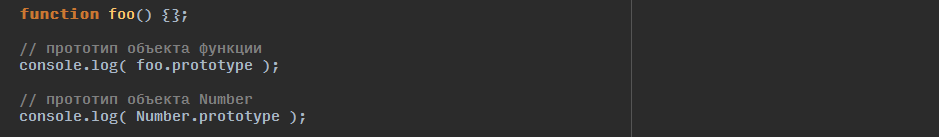 function foo() {};
// прототип объекта функции
console.log( foo.prototype );
// прототип объекта Number
console.log( Number.prototype );